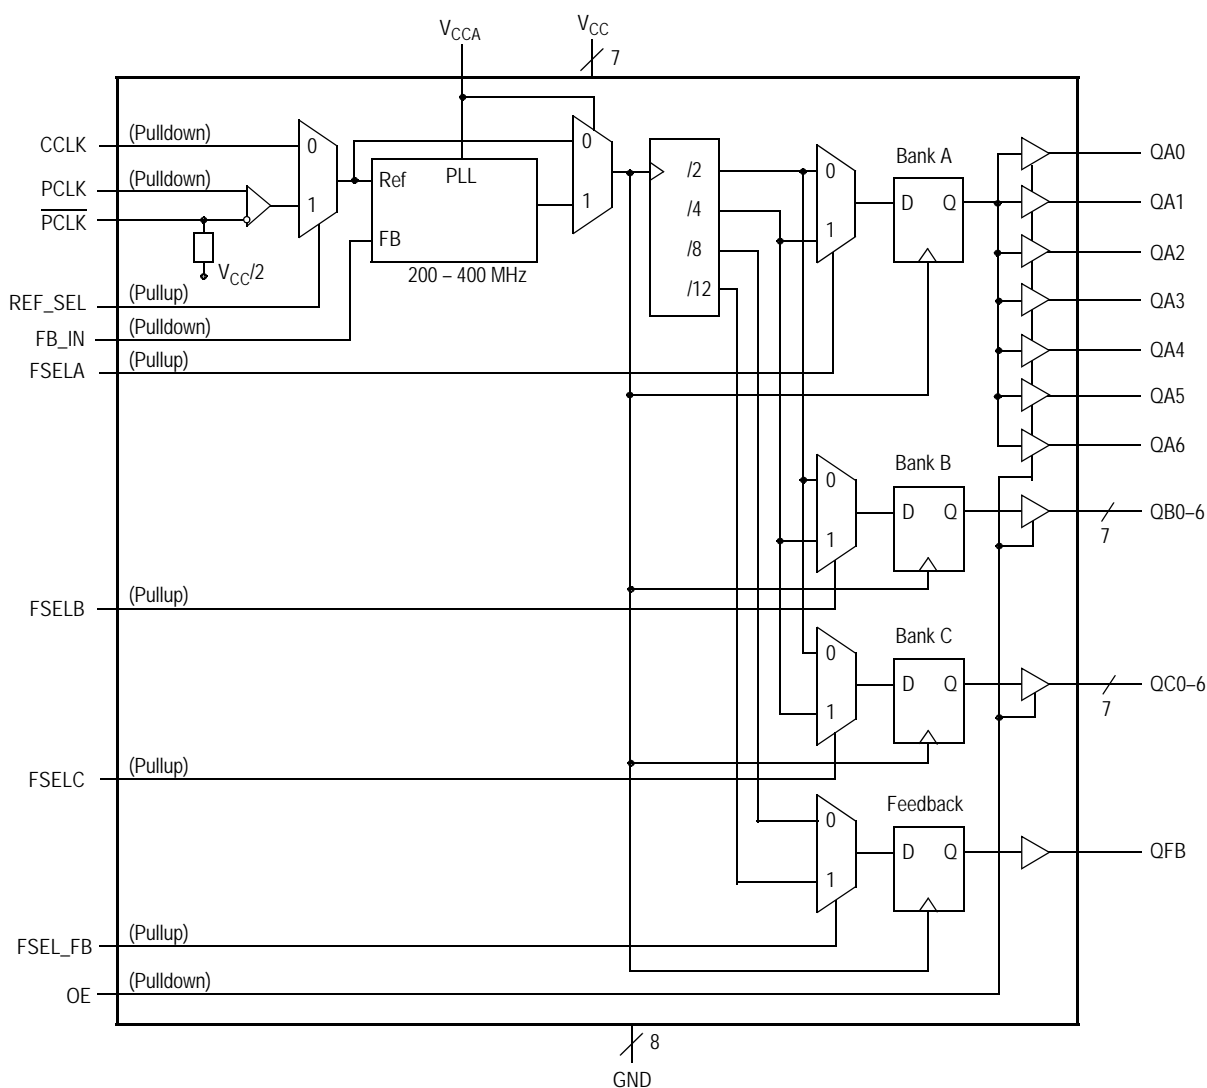 VCCA
VCC
7
CCLK
(Pulldown)
0
1
PCLK
(Pulldown)
PCLK
VCC/2
REF_SEL
(Pullup)
FB_IN
(Pulldown)
FSELA
(Pullup)
Ref
PLL
FB
200 – 400 MHz
0
1
/2
/4
/8
/12
0
1
Bank A
D Q
QA0
QA1
QA2
QA3
QA4
QA5
QA6
0
1
Bank B
D Q
QB0–6
7
FSELB
(Pullup)
0
1
Bank C
D Q
QC0–6
7
FSELC
(Pullup)
0
1
Feedback
D Q
QFB
FSEL_FB
(Pullup)
OE
(Pulldown)
8
GND